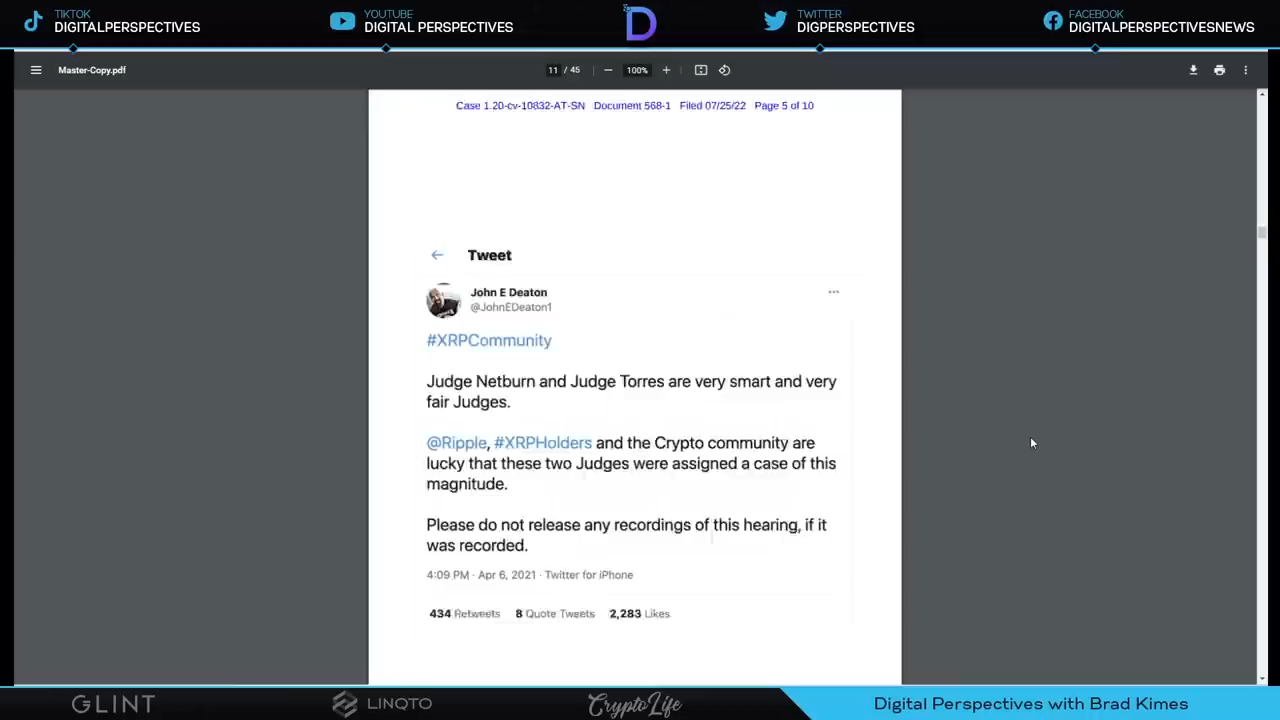 TIKTOK
DIGITALPERSPECTIVES
YOUTUBE
DIGITAL PERSPECTIVES
D
TWITTER
DIGPERSPECTIVES
FACEBOOK
DIGITALPERSPECTIVESNEWS
Master-Copy.pdf
11 / 45
100%
Case 1:20-cv-10832-AT-SN Document 568-1 Filed 07/25/22 Page 5 of 10
Tweet
John E Deaton
@JohnEDeaton1
#XRPCommunity
Judge Netburn and Judge Torres are very smart and very
fair Judges.
@Ripple, #XRPHolders and the Crypto community are
lucky that these two Judges were assigned a case of this
magnitude.
Please do not release any recordings of this hearing, if it
was recorded.
4:09 PM · Apr 6, 2021 · Twitter for iPhone
434 Retweets 8 Quote Tweets 2,283 Likes
GLINT
LINQTO
CryptoLife
Digital Perspectives with Brad Kimes